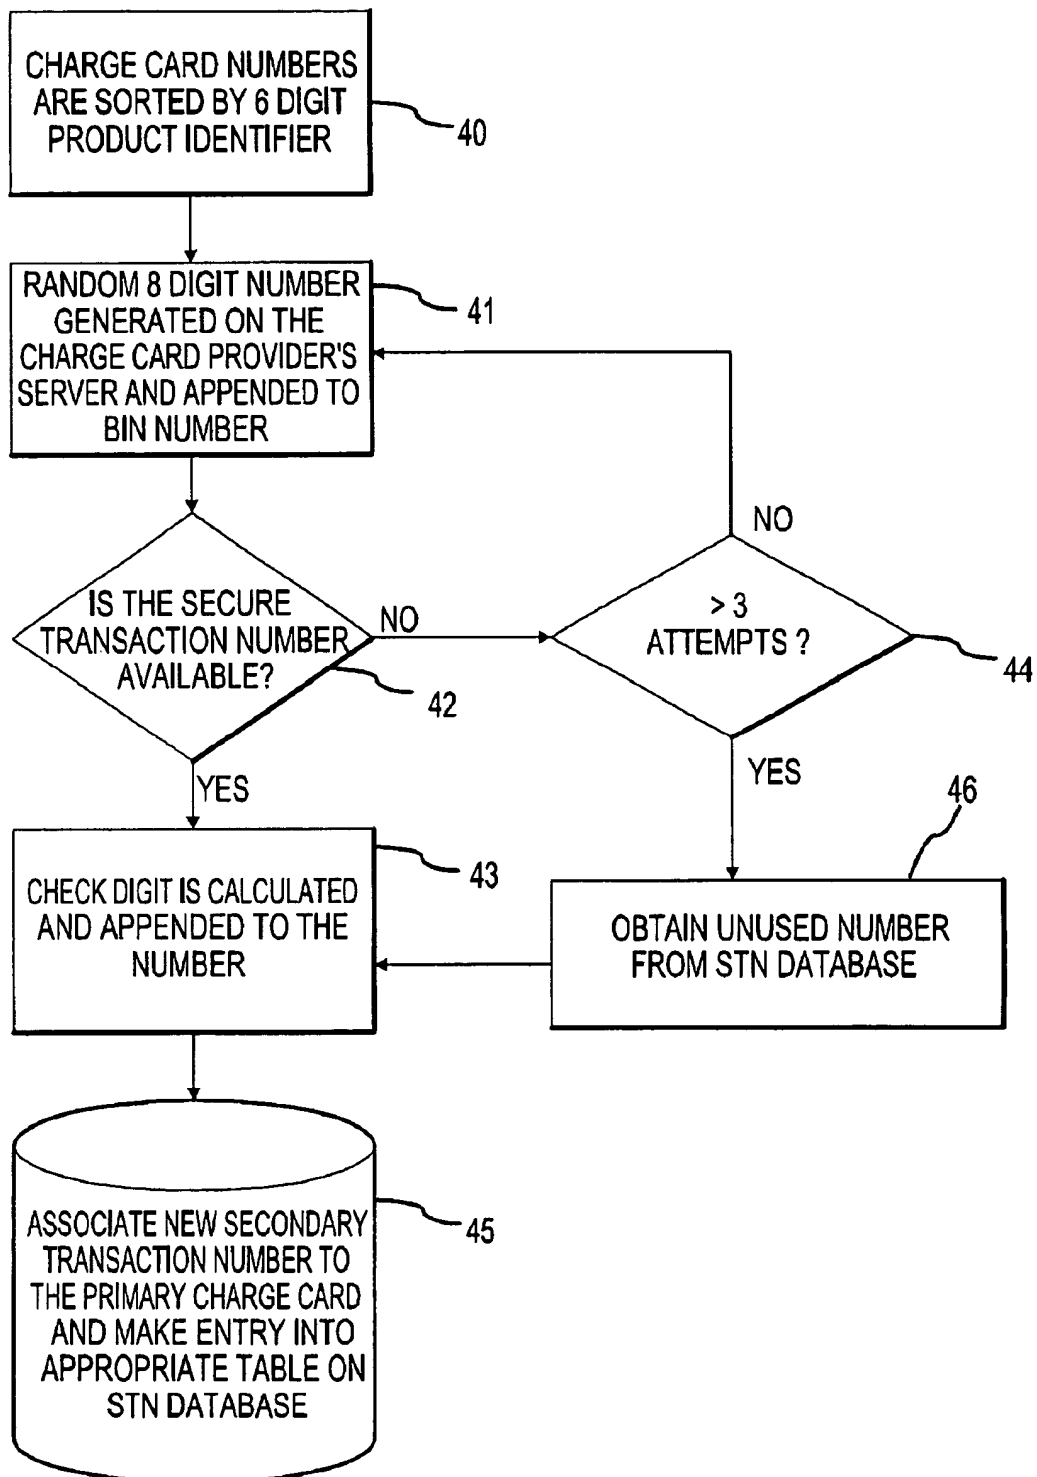 CHARGE CARD NUMBERS
ARE SORTED BY 6 DIGIT
PRODUCT IDENTIFIER
40
RANDOM 8 DIGIT NUMBER
GENERATED ON THE
CHARGE CARD PROVIDER'S
SERVER AND APPENDED TO
BIN NUMBER
41
NO
IS THE SECURE
TRANSACTION NUMBER
AVAILABLE?
42
NO
> 3
ATTEMPTS ?
44
YES
YES
46
CHECK DIGIT IS CALCULATED
AND APPENDED TO THE
NUMBER
43
OBTAIN UNUSED NUMBER
FROM STN DATABASE
ASSOCIATE NEW SECONDARY
TRANSACTION NUMBER TO
THE PRIMARY CHARGE CARD
AND MAKE ENTRY INTO
APPROPRIATE TABLE ON
STN DATABASE
45